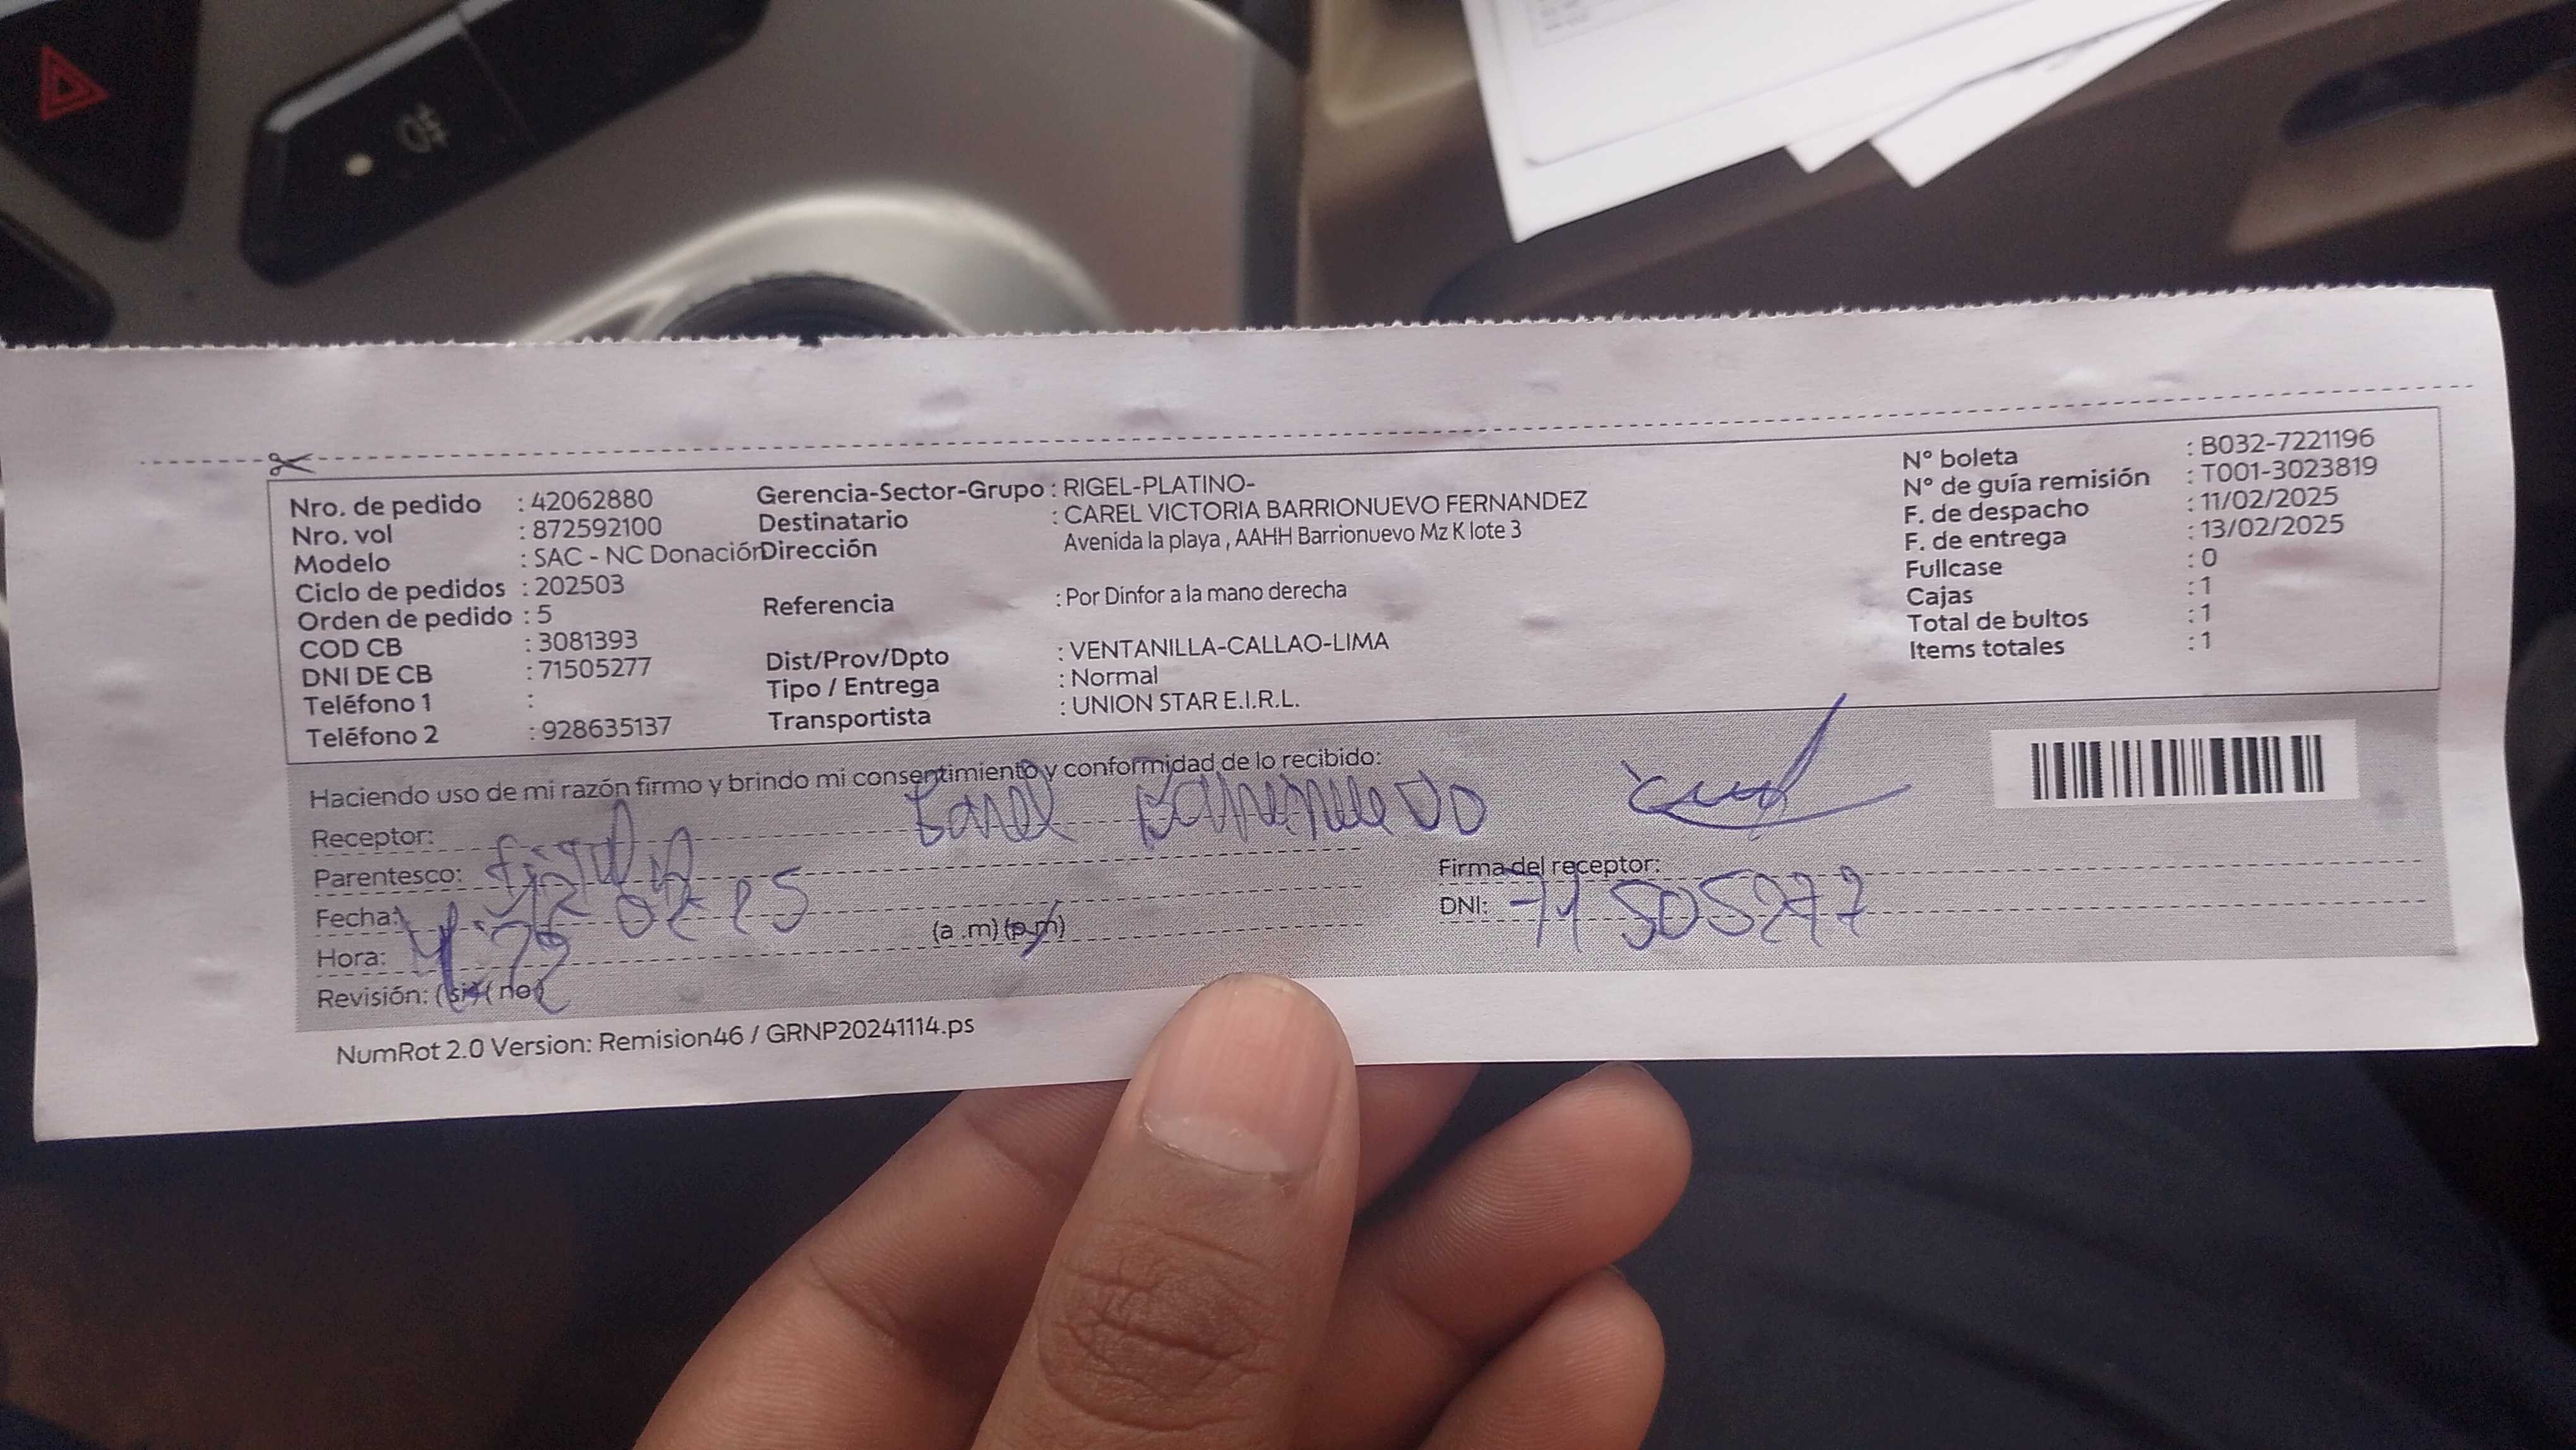 Nro. de pedido : 42062880
Nro. vol : 872592100
Modelo : SAC - NC Donación
Ciclo de pedidos : 202503
Orden de pedido : 5
COD CB : 3081393
DNI DE CB : 71505277
Teléfono 1 :
Teléfono 2 : 928635137
Gerencia-Sector-Grupo : RIGEL-PLATINO-
Destinatario : CAREL VICTORIA BARRIONUEVO FERNANDEZ
Dirección Avenida la playa , AAHH Barrionuevo Mz K lote 3
Referencia : Por Dinfor a la mano derecha
Dist/Prov/Dpto : VENTANILLA-CALLAO-LIMA
Tipo / Entrega : Normal
Transportista : UNION STAR E.I.R.L.
N° boleta : B032-7221196
N° de guía remisión : T001-3023819
F. de despacho : 11/02/2025
F. de entrega : 13/02/2025
Fullcase : 0
Cajas : 1
Total de bultos : 1
Items totales : 1
Haciendo uso de mi razón firmo y brindo mi consentimiento y conformidad de lo recibido:
Receptor: Carel Barrionuevo
Parentesco:
Fecha:
Hora: (a .m) (p.m)
Revisión: ( si ) ( no )
Firma del receptor:
DNI: 71505277
NumRot 2.0 Version: Remision46 / GRNP20241114.ps